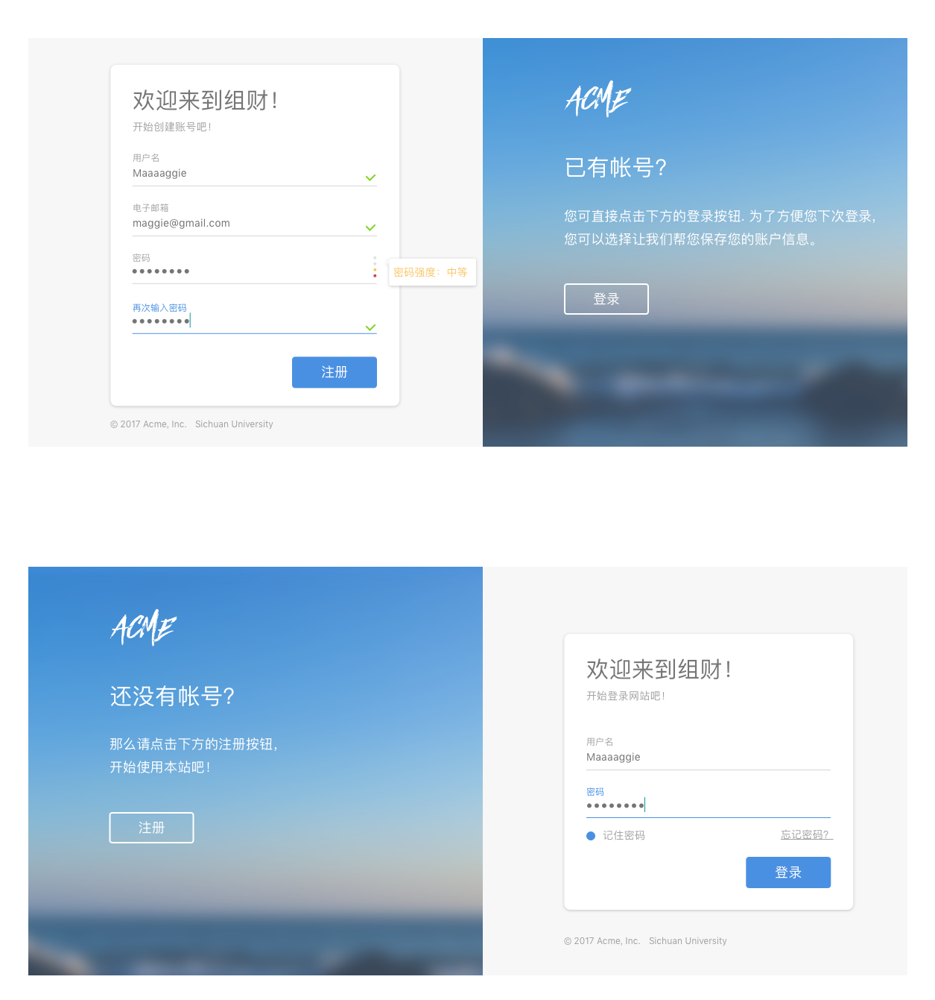 欢迎来到组财！
开始创建账号吧！
用户名
Maaaaggie
电子邮箱
maggie@gmail.com
密码
●●●●●●●●
密码强度：中等
再次输入密码
●●●●●●●●
注册
© 2017 Acme, Inc. Sichuan University
ACME
已有帐号？
您可直接点击下方的登录按钮. 为了方便您下次登录，
您可以选择让我们帮您保存您的账户信息。
登录
ACME
还没有帐号？
那么请点击下方的注册按钮，
开始使用本站吧！
注册
欢迎来到组财！
开始登录网站吧！
用户名
Maaaaggie
密码
●●●●●●●●
记住密码 忘记密码？
登录
© 2017 Acme, Inc. Sichuan University